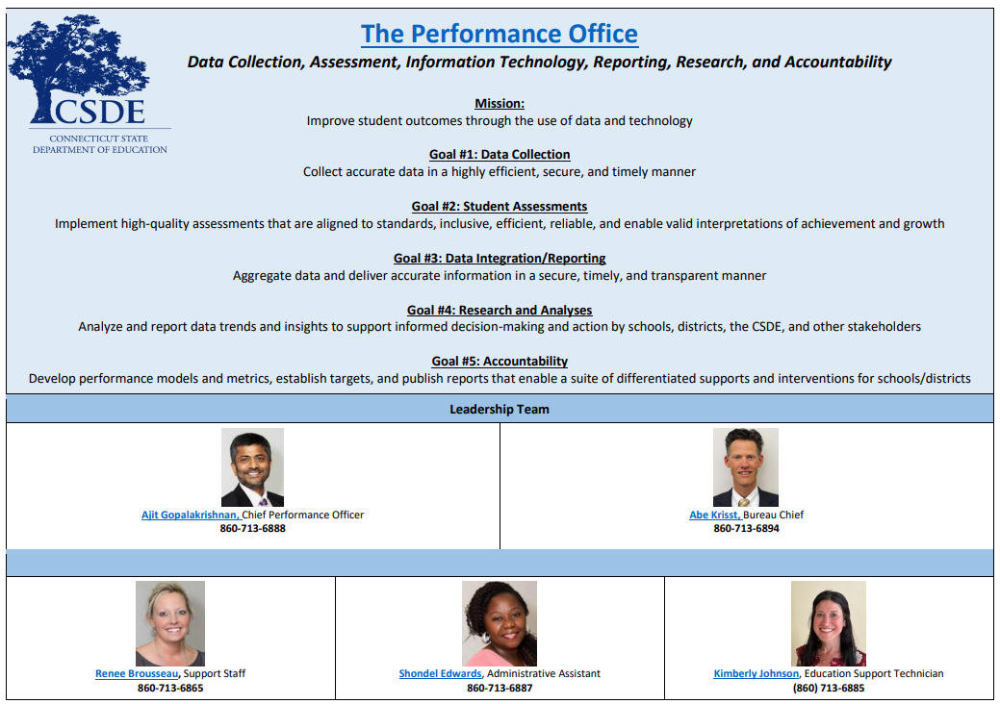 The Performance Office
Data Collection, Assessment, Information Technology, Reporting, Research, and Accountability
CSDE
CONNECTICUT STATE
DEPARTMENT OF EDUCATION
Mission:
Improve student outcomes through the use of data and technology
Goal #1: Data Collection
Collect accurate data in a highly efficient, secure, and timely manner
Goal #2: Student Assessments
Implement high-quality assessments that are aligned to standards, inclusive, efficient, reliable, and enable valid interpretations of achievement and growth
Goal #3: Data Integration/Reporting
Aggregate data and deliver accurate information in a secure, timely, and transparent manner
Goal #4: Research and Analyses
Analyze and report data trends and insights to support informed decision-making and action by schools, districts, the CSDE, and other stakeholders
Goal #5: Accountability
Develop performance models and metrics, establish targets, and publish reports that enable a suite of differentiated supports and interventions for schools/districts
Leadership Team
Ajit Gopalakrishnan, Chief Performance Officer
860-713-6888
Abe Krisst, Bureau Chief
860-713-6894
Renee Brousseau, Support Staff
860-713-6865
Shondel Edwards, Administrative Assistant
860-713-6887
Kimberly Johnson, Education Support Technician
(860) 713-6885